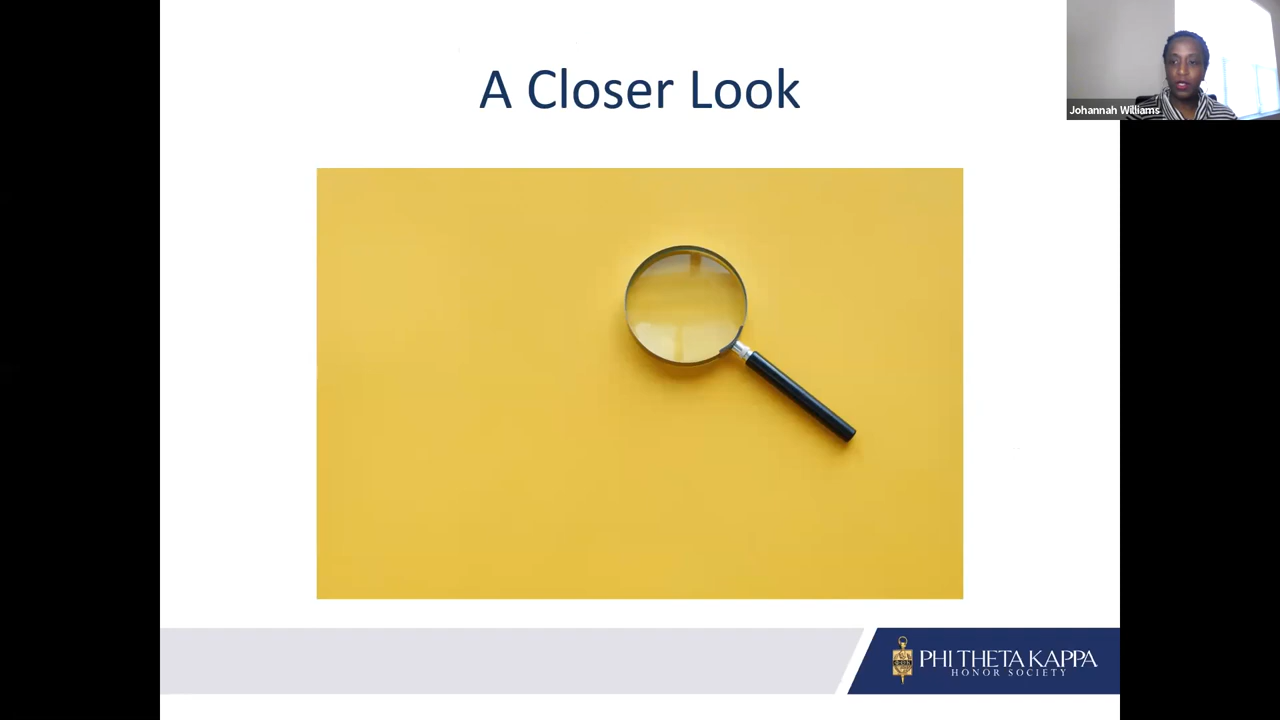 A Closer Look
Johannah Williams
PHI THETA KAPPA
HONOR SOCIETY